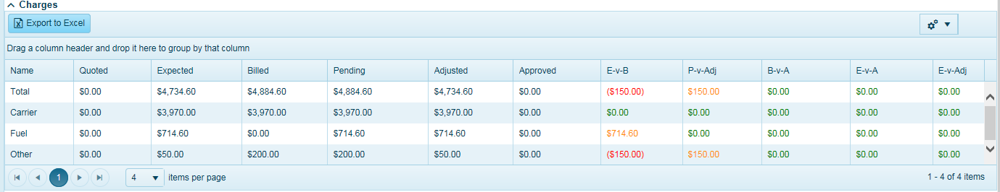 Charges
Export to Excel
Drag a column header and drop it here to group by that column
Name Quoted Expected Billed Pending Adjusted Approved E-v-B P-v-Adj B-v-A E-v-A E-v-Adj
Total $0.00 $4,734.60 $4,884.60 $4,884.60 $4,734.60 $0.00 ($150.00) $150.00 $0.00 $0.00 $0.00
Carrier $0.00 $3,970.00 $3,970.00 $3,970.00 $3,970.00 $0.00 $0.00 $0.00 $0.00 $0.00 $0.00
Fuel $0.00 $714.60 $0.00 $714.60 $714.60 $0.00 $714.60 $0.00 $0.00 $0.00 $0.00
Other $0.00 $50.00 $200.00 $200.00 $50.00 $0.00 ($150.00) $150.00 $0.00 $0.00 $0.00
1 4 items per page 1 - 4 of 4 items